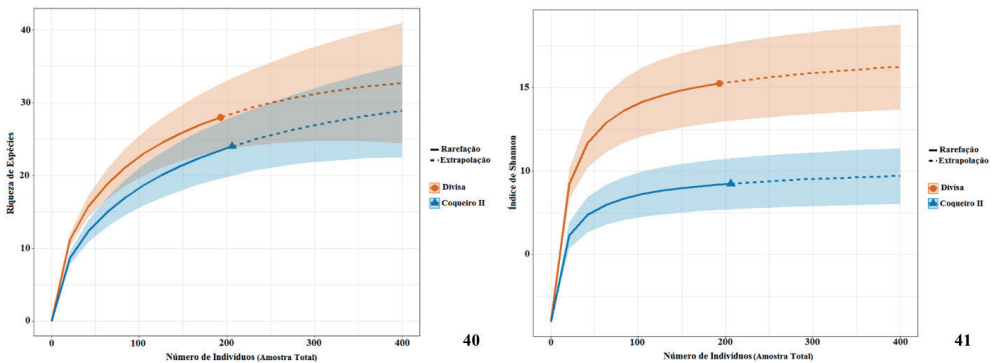 40
30
20
10
0
Riqueza de Espécies
0
100
200
300
400
Número de Indivíduos (Amostra Total)
Rarefação
Extrapolação
Divisa
Coqueiro II
40
15
10
0
Índice de Shannon
0
100
200
300
400
Número de Indivíduos (Amostra Total)
Rarefação
Extrapolação
Divisa
Coqueiro II
41